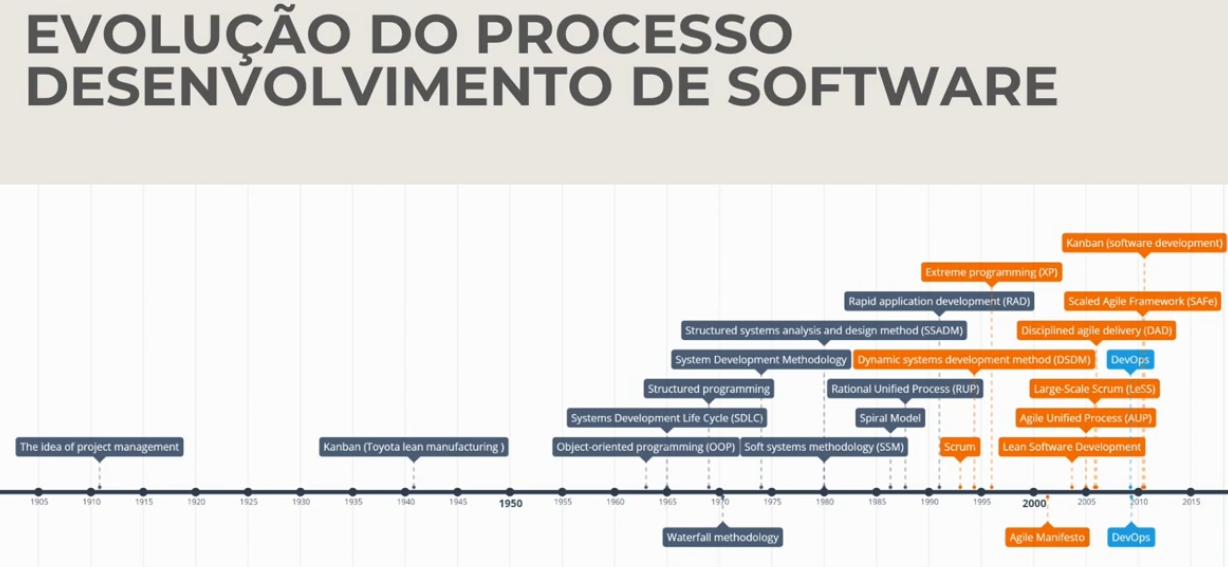 EVOLUÇÃO DO PROCESSO
DESENVOLVIMENTO DE SOFTWARE
Kanban (software development)
Extreme programming (XP)
Rapid application development (RAD)
Scaled Agile Framework (SAFe)
Structured systems analysis and design method (SSADM)
Disciplined agile delivery (DAD)
System Development Methodology
Dynamic systems development method (DSDM)
DevOps
Structured programming
Rational Unified Process (RUP)
Large-Scale Scrum (LeSS)
Systems Development Life Cycle (SDLC)
Spiral Model
Agile Unified Process (AUP)
The idea of project management
Kanban (Toyota lean manufacturing )
Object-oriented programming (OOP)
Soft systems methodology (SSM)
Scrum
Lean Software Development
1905 1910 1915 1920 1925 1930 1935 1940 1945 1950 1955 1960 1965 1970 1975 1980 1985 1990 1995 2000 2005 2010 2015
Waterfall methodology
Agile Manifesto
DevOps